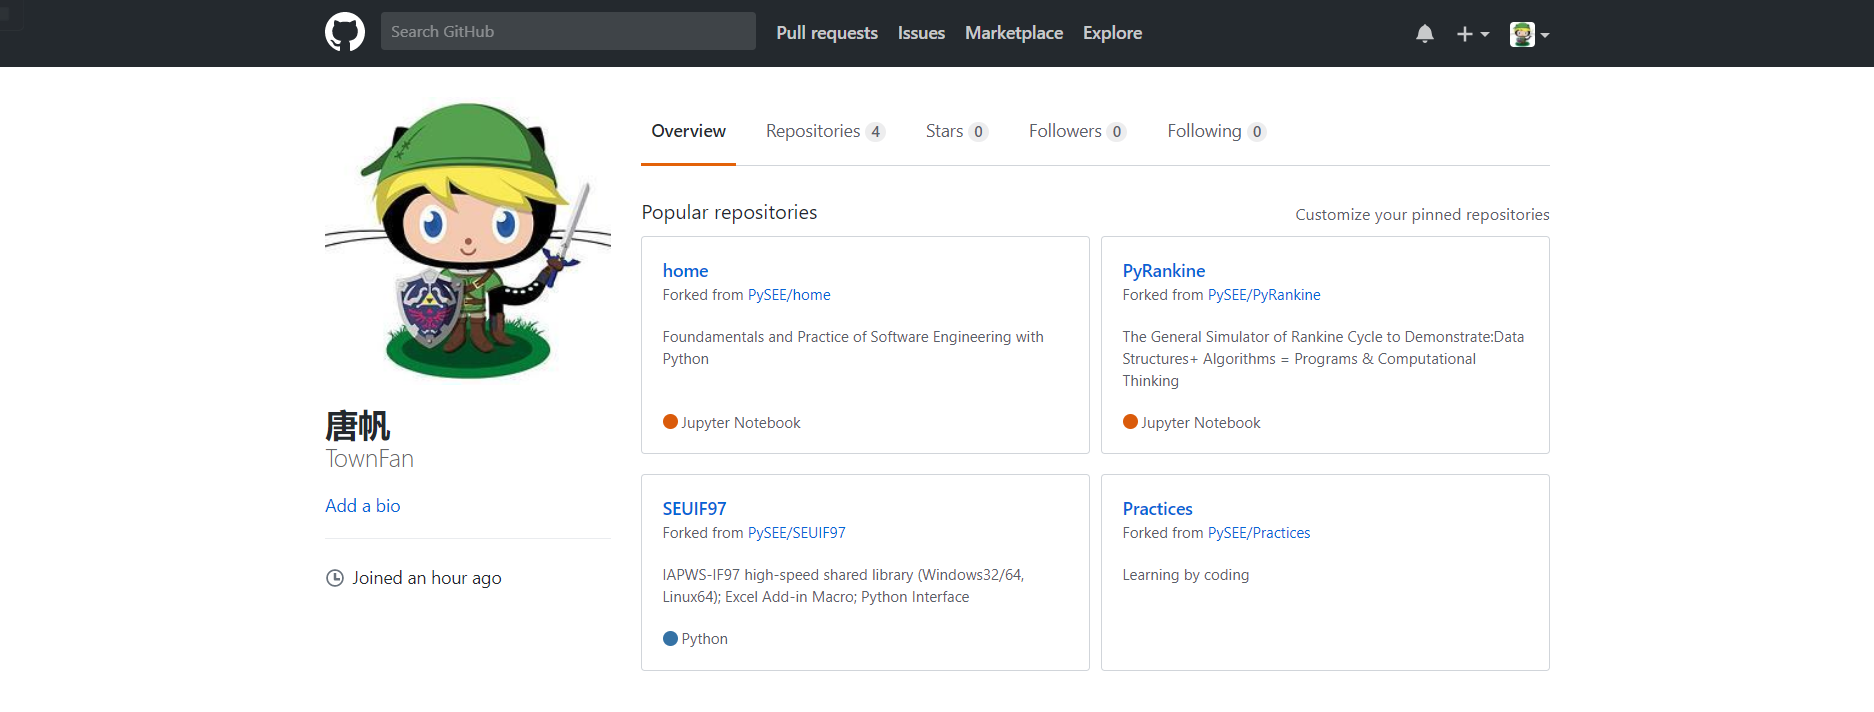 Search GitHub Pull requests Issues Marketplace Explore
Overview Repositories 4 Stars 0 Followers 0 Following 0
Popular repositories Customize your pinned repositories
home
Forked from PySEE/home
Foundamentals and Practice of Software Engineering with
Python
Jupyter Notebook
PyRankine
Forked from PySEE/PyRankine
The General Simulator of Rankine Cycle to Demonstrate:Data
Structures+ Algorithms = Programs & Computational
Thinking
Jupyter Notebook
SEUIF97
Forked from PySEE/SEUIF97
IAPWS-IF97 high-speed shared library (Windows32/64,
Linux64); Excel Add-in Macro; Python Interface
Python
Practices
Forked from PySEE/Practices
Learning by coding
唐帆
TownFan
Add a bio
Joined an hour ago